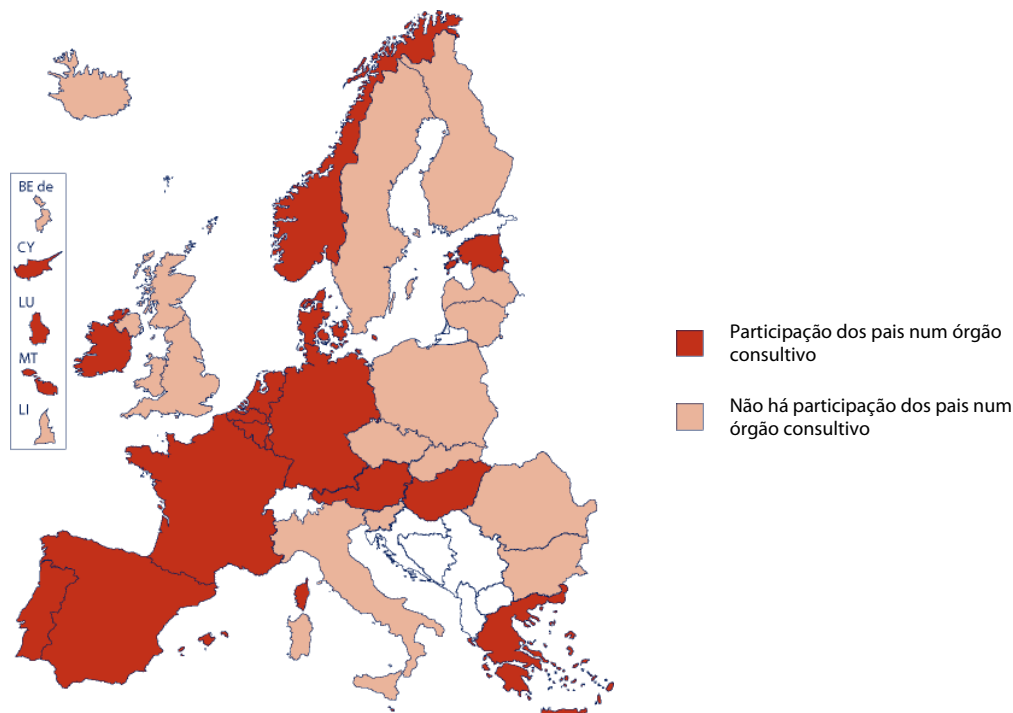 BE de
CY
LU
MT
LI
Participação dos pais num órgão
consultivo
Não há participação dos pais num
órgão consultivo